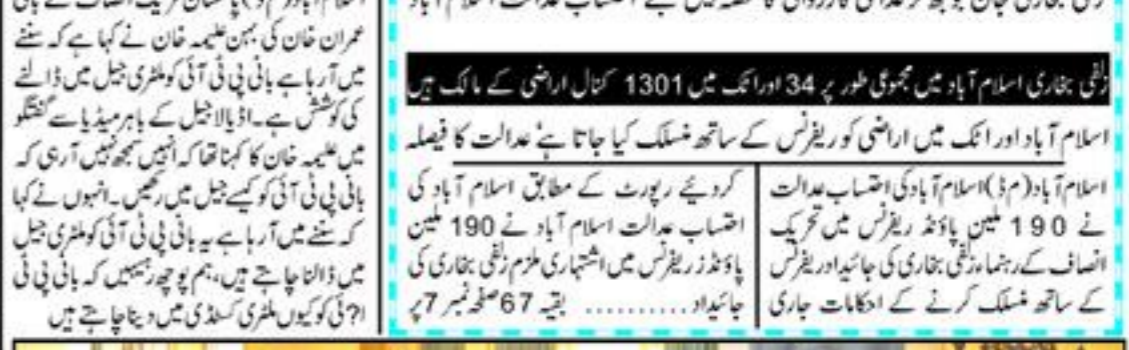 زلفی بخاری اسلام آباد میں مجموعی طور پر 34 اور اٹک میں 1301 کنال اراضی کے مالک ہیں
اسلام آباد اور اٹک میں اراضی کو ریفرنس کے ساتھ منسلک کیا جاتا ہے، عدالت کا فیصلہ
اسلام آباد(م ڈ)اسلام آباد کی احتساب عدالت
نے 190 ملین پاؤنڈ ریفرنس میں تحریک
انصاف کے رہنماء زلفی بخاری کی جائیداد ریفرنس
کے ساتھ منسلک کرنے کے احکامات جاری
کردئیے رپورٹ کے مطابق اسلام آباد کی
احتساب عدالت اسلام آباد نے 190 ملین
پاؤنڈز ریفرنس میں اشتہاری ملزم زلفی بخاری کی
جائیداد .......... بقیہ 67 صفحہ نمبر 7 پر
عمران خان کی بہن علیمہ خان نے کہا ہے کہ سننے
میں آ رہا ہے بانی پی ٹی آئی کو ملٹری جیل میں ڈالنے
کی کوشش ہے۔ اڈیالا جیل کے باہر میڈیا سے گفتگو
میں علیمہ خان کا کہنا تھا کہ انہیں سمجھ نہیں آ رہی کہ
بانی پی ٹی آئی کو کیسے جیل میں رکھیں۔ انہوں نے کہا
کہ سننے میں آ رہا ہے یہ بانی پی ٹی آئی کو ملٹری جیل
میں ڈالنا چاہتے ہیں، ہم پوچھ رہے ہیں کہ بانی پی ٹی
ا?ئی کو کیوں ملٹری کسٹڈی میں دینا چاہتے ہیں